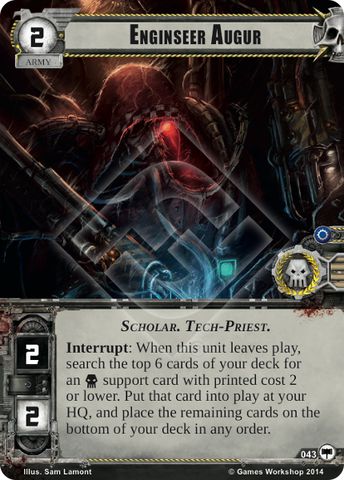 2
ENGINSEER AUGUR
ARMY
SCHOLAR. TECH-PRIEST.
2
2
Interrupt: When this unit leaves play,
search the top 6 cards of your deck for
an support card with printed cost 2
or lower. Put that card into play at your
HQ, and place the remaining cards on the
bottom of your deck in any order.
043
Illus. Sam Lamont
© Games Workshop 2014